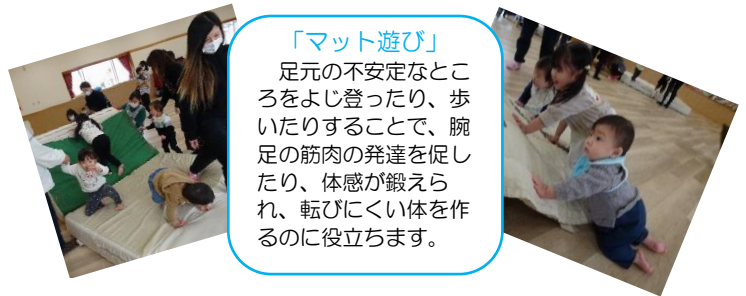 「マット遊び」
　足元の不安定なとこ
ろをよじ登ったり、歩
いたりすることで、腕
足の筋肉の発達を促し
たり、体感が鍛えら
れ、転びにくい体を作
るのに役立ちます。